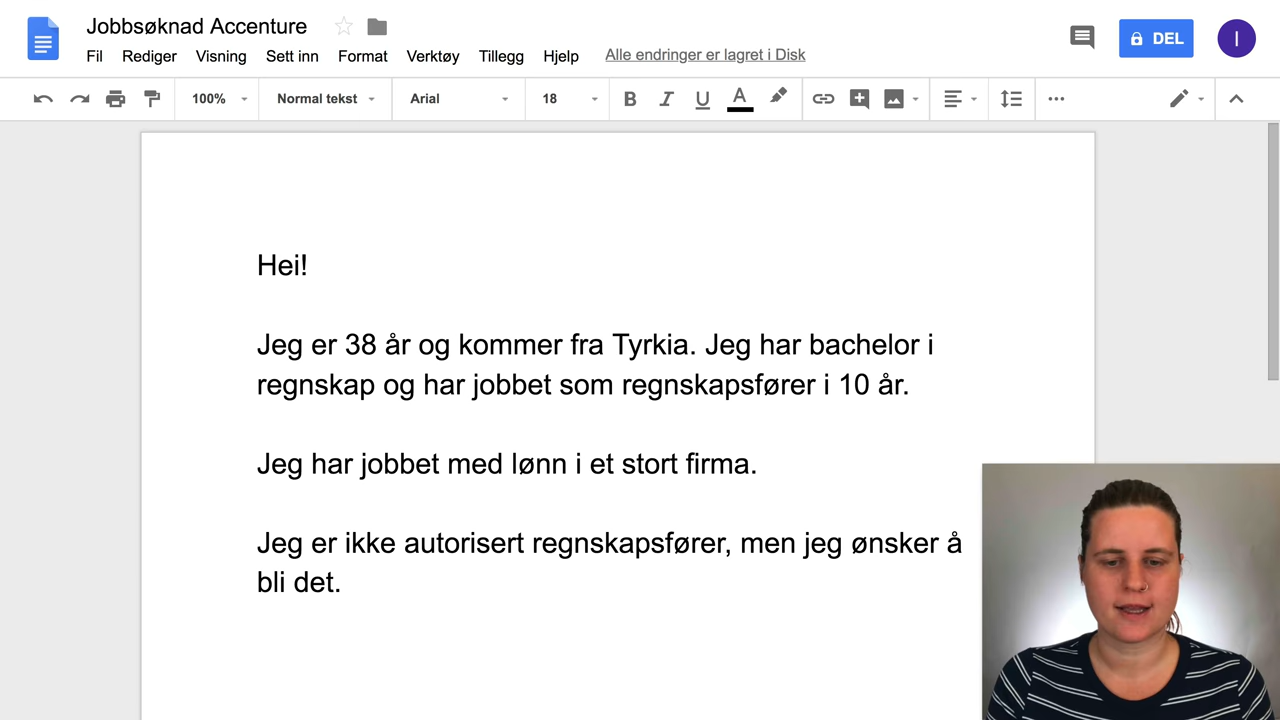 Jobbsøknad Accenture
Fil Rediger Visning Sett inn Format Verktøy Tillegg Hjelp Alle endringer er lagret i Disk
DEL
I
100% Normal tekst Arial 18 B I U A
Hei!
Jeg er 38 år og kommer fra Tyrkia. Jeg har bachelor i
regnskap og har jobbet som regnskapsfører i 10 år.
Jeg har jobbet med lønn i et stort firma.
Jeg er ikke autorisert regnskapsfører, men jeg ønsker å
bli det.